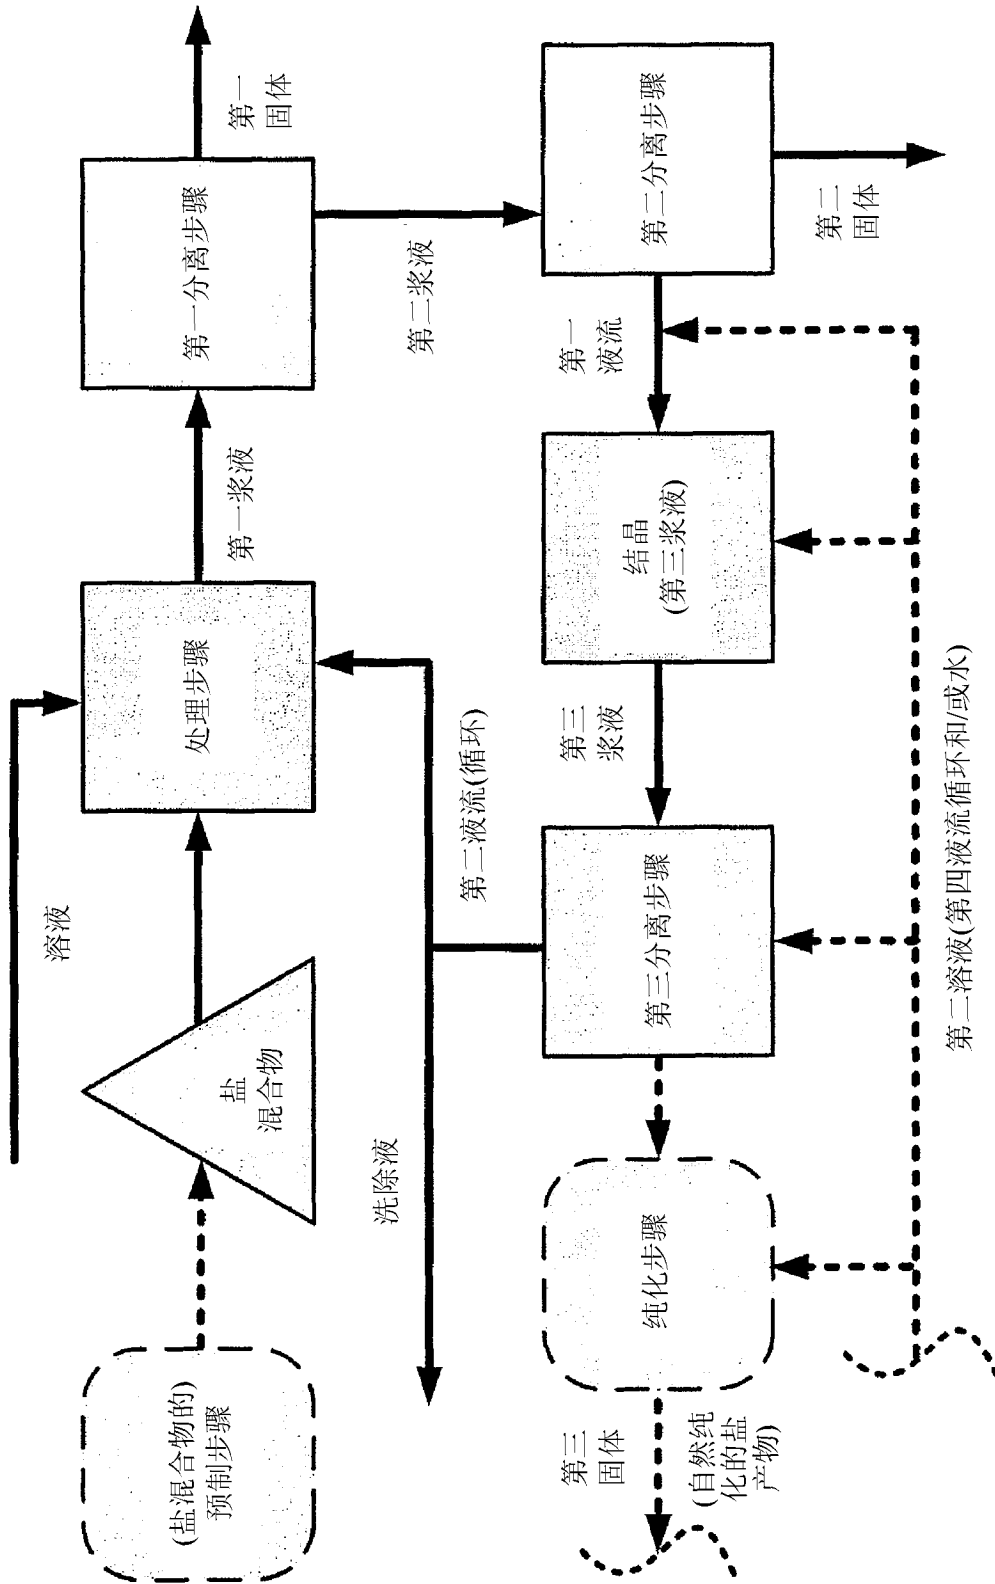 溶液
(盐混合物的
预制步骤
盐
混合物
处理步骤
第一浆液
第一分离步骤
第一
固体
洗除液
第二液流(循环)
第二浆液
第三
固体
(自然纯
化的盐
产物)
纯化步骤
第三分离步骤
第三
浆液
结晶
(第三浆液)
第一
液流
第二分离步骤
第二
固体
第二溶液(第四液流循环和/或水)